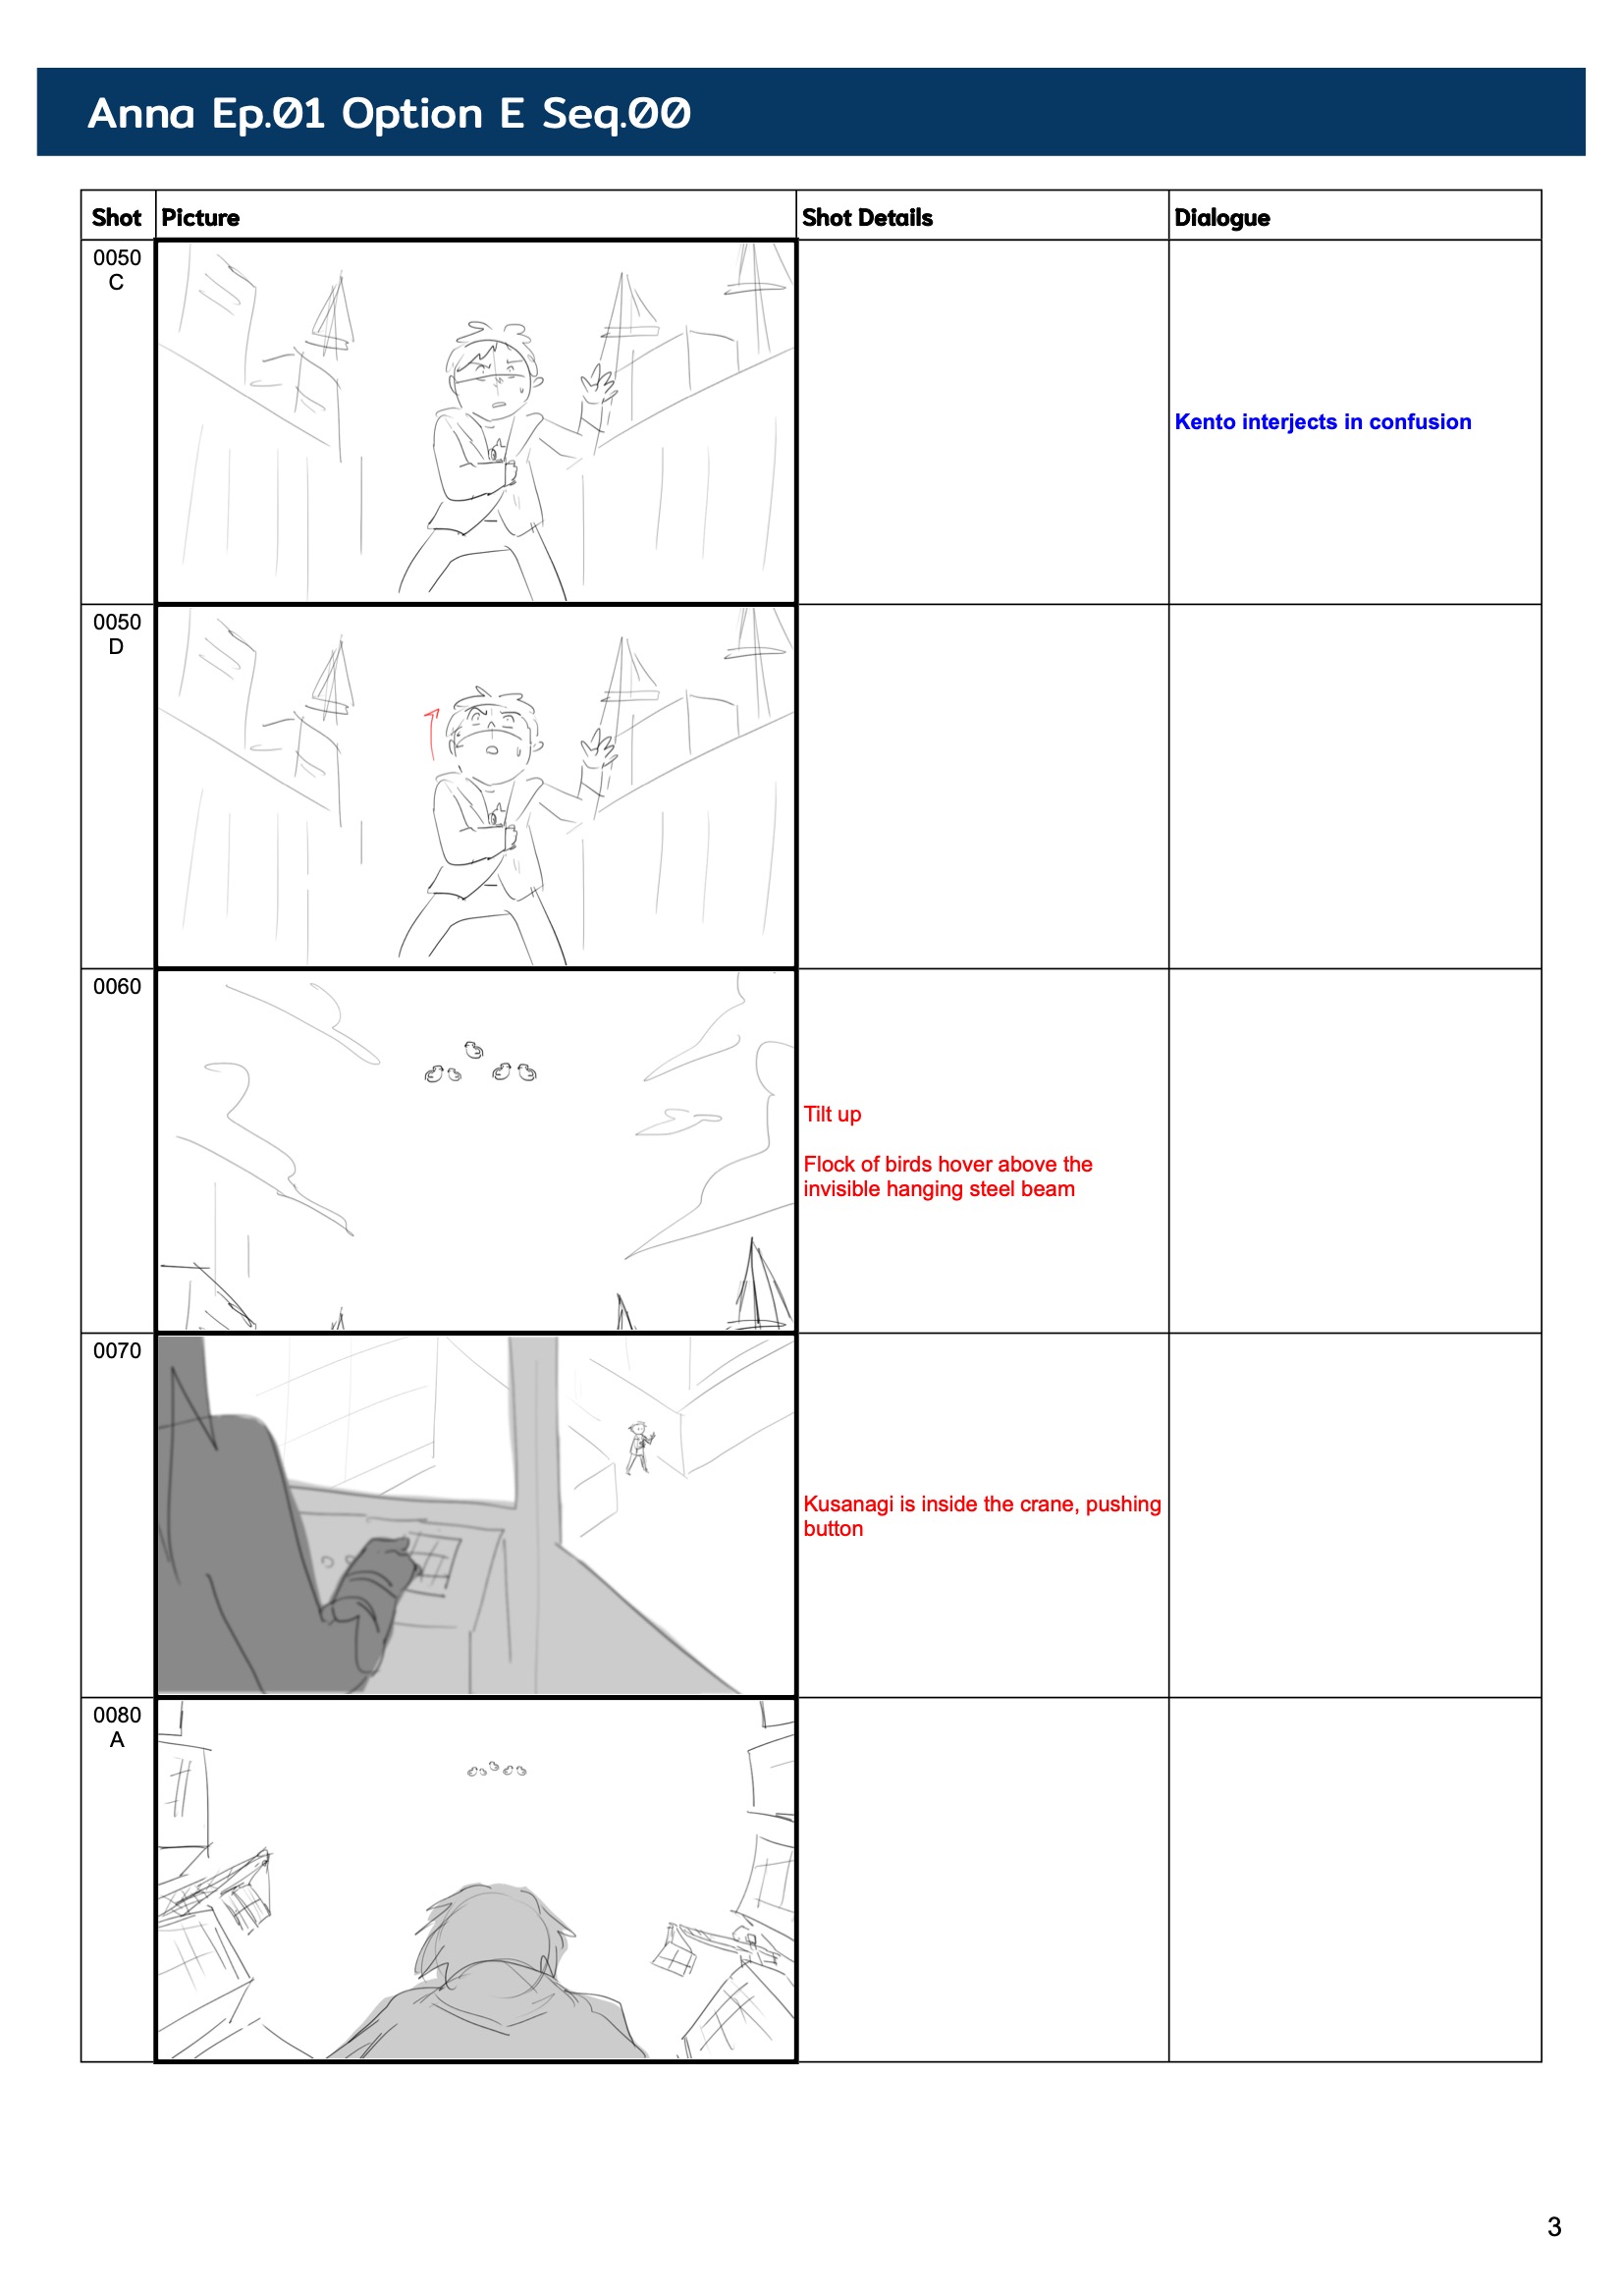 Anna Ep.01 Option E Seq.00
Shot Picture Shot Details Dialogue
0050
C
Kento interjects in confusion
0050
D
0060
Tilt up
Flock of birds hover above the
invisible hanging steel beam
0070
Kusanagi is inside the crane, pushing
button
0080
A
3